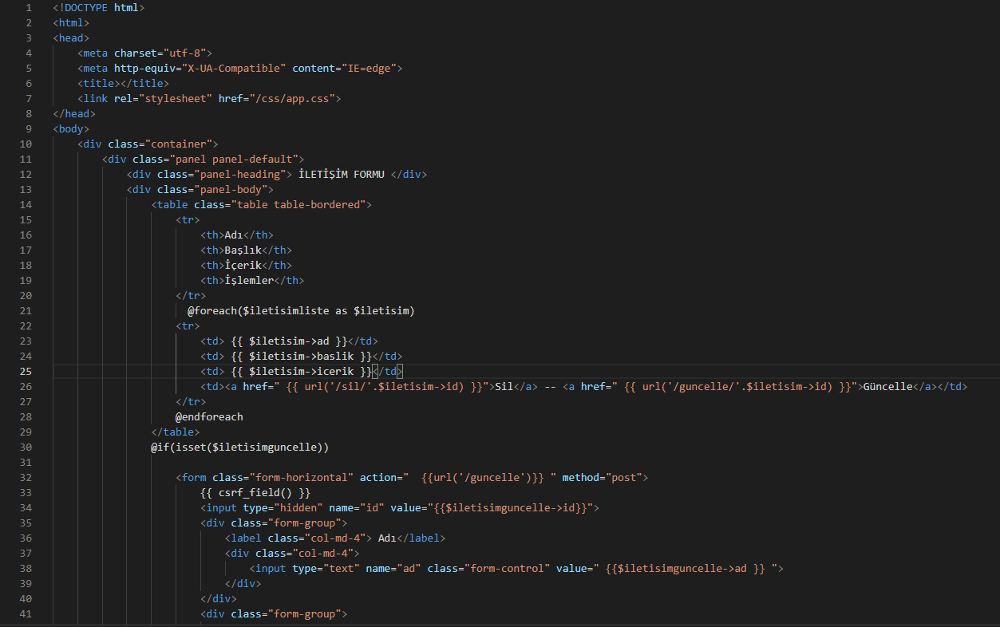 1 <!DOCTYPE html>
2 <html>
3 <head>
4 <meta charset="utf-8">
5 <meta http-equiv="X-UA-Compatible" content="IE=edge">
6 <title></title>
7 <link rel="stylesheet" href="/css/app.css">
8 </head>
9 <body>
10 <div class="container">
11 <div class="panel panel-default">
12 <div class="panel-heading"> İLETİŞİM FORMU </div>
13 <div class="panel-body">
14 <table class="table table-bordered">
15 <tr>
16 <th>Adı</th>
17 <th>Başlık</th>
18 <th>İçerik</th>
19 <th>İşlemler</th>
20 </tr>
21 @foreach($iletisimliste as $iletisim)
22 <tr>
23 <td> {{ $iletisim->ad }}</td>
24 <td> {{ $iletisim->baslik }}</td>
25 <td> {{ $iletisim->icerik }}</td>
26 <td><a href=" {{ url('/sil/'.$iletisim->id) }}">Sil</a> -- <a href=" {{ url('/guncelle/'.$iletisim->id) }}">Güncelle</a></td>
27 </tr>
28 @endforeach
29 </table>
30 @if(isset($iletisimguncelle))
31
32 <form class="form-horizontal" action="  {{url('/guncelle')}} " method="post">
33 {{ csrf_field() }}
34 <input type="hidden" name="id" value="{{$iletisimguncelle->id}}">
35 <div class="form-group">
36 <label class="col-md-4"> Adı</label>
37 <div class="col-md-4">
38 <input type="text" name="ad" class="form-control" value=" {{$iletisimguncelle->ad }} ">
39 </div>
40 </div>
41 <div class="form-group">